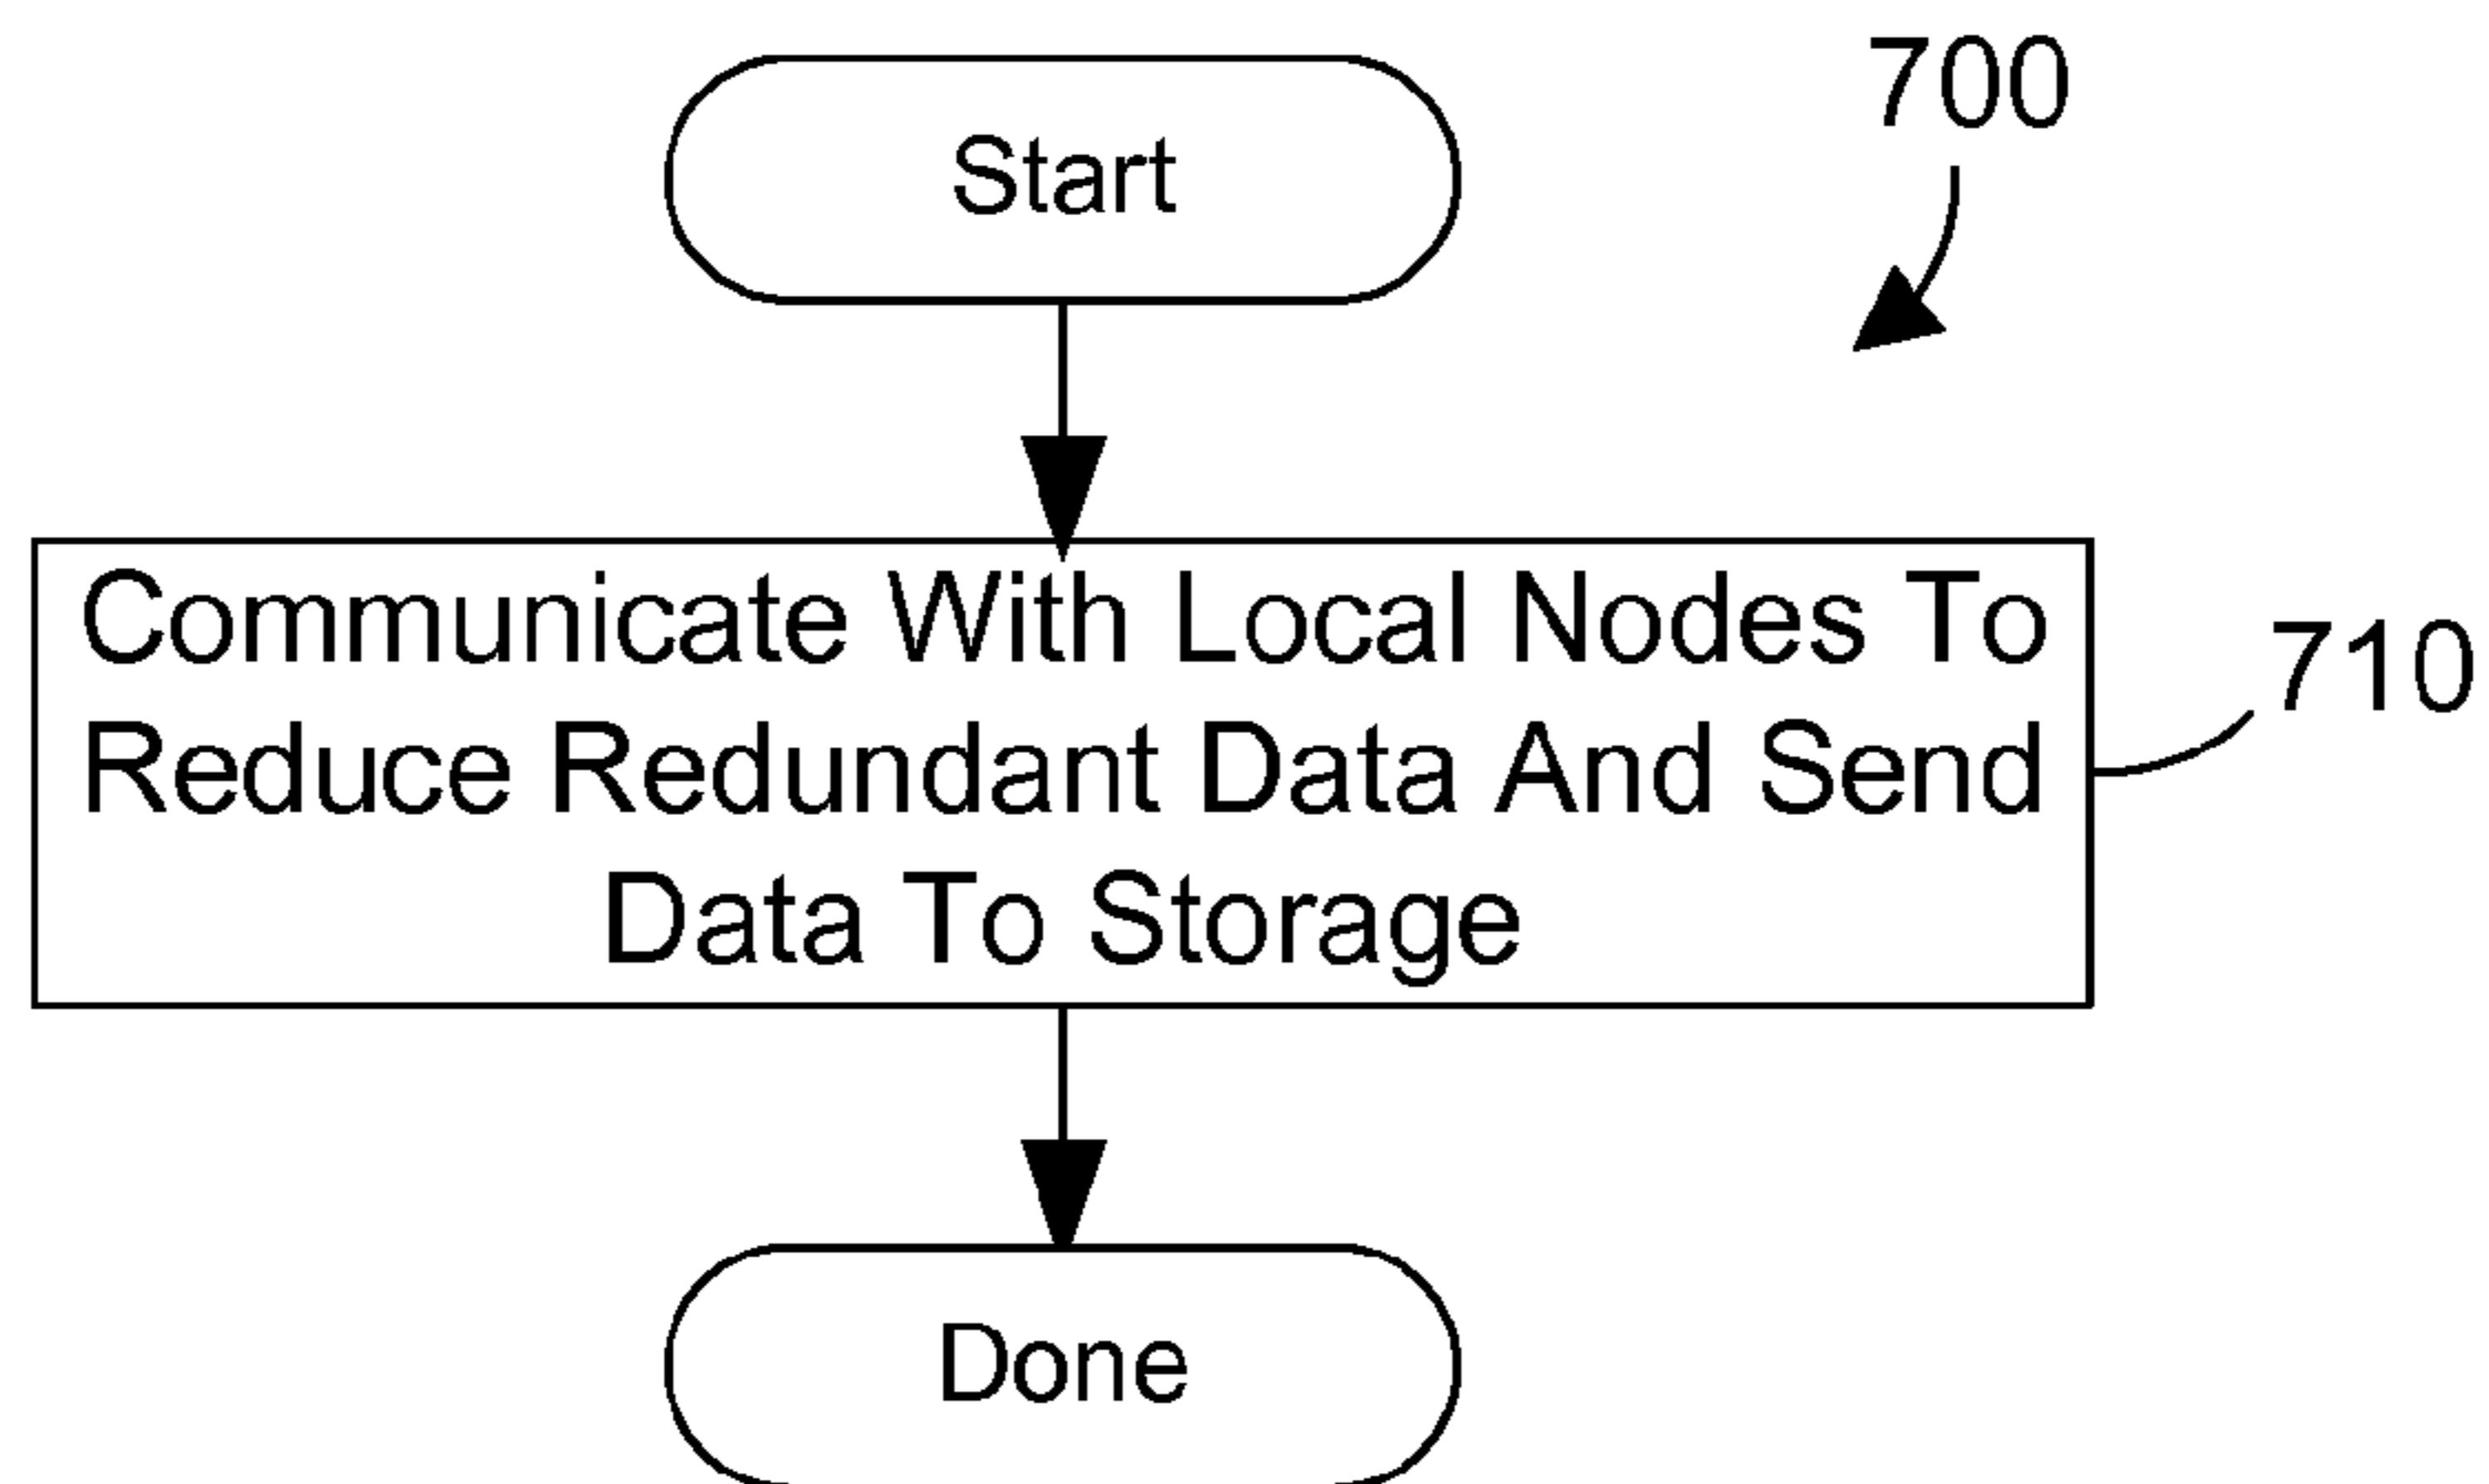 700
Start
Communicate With Local Nodes To
Reduce Redundant Data And Send
Data To Storage
710
Done